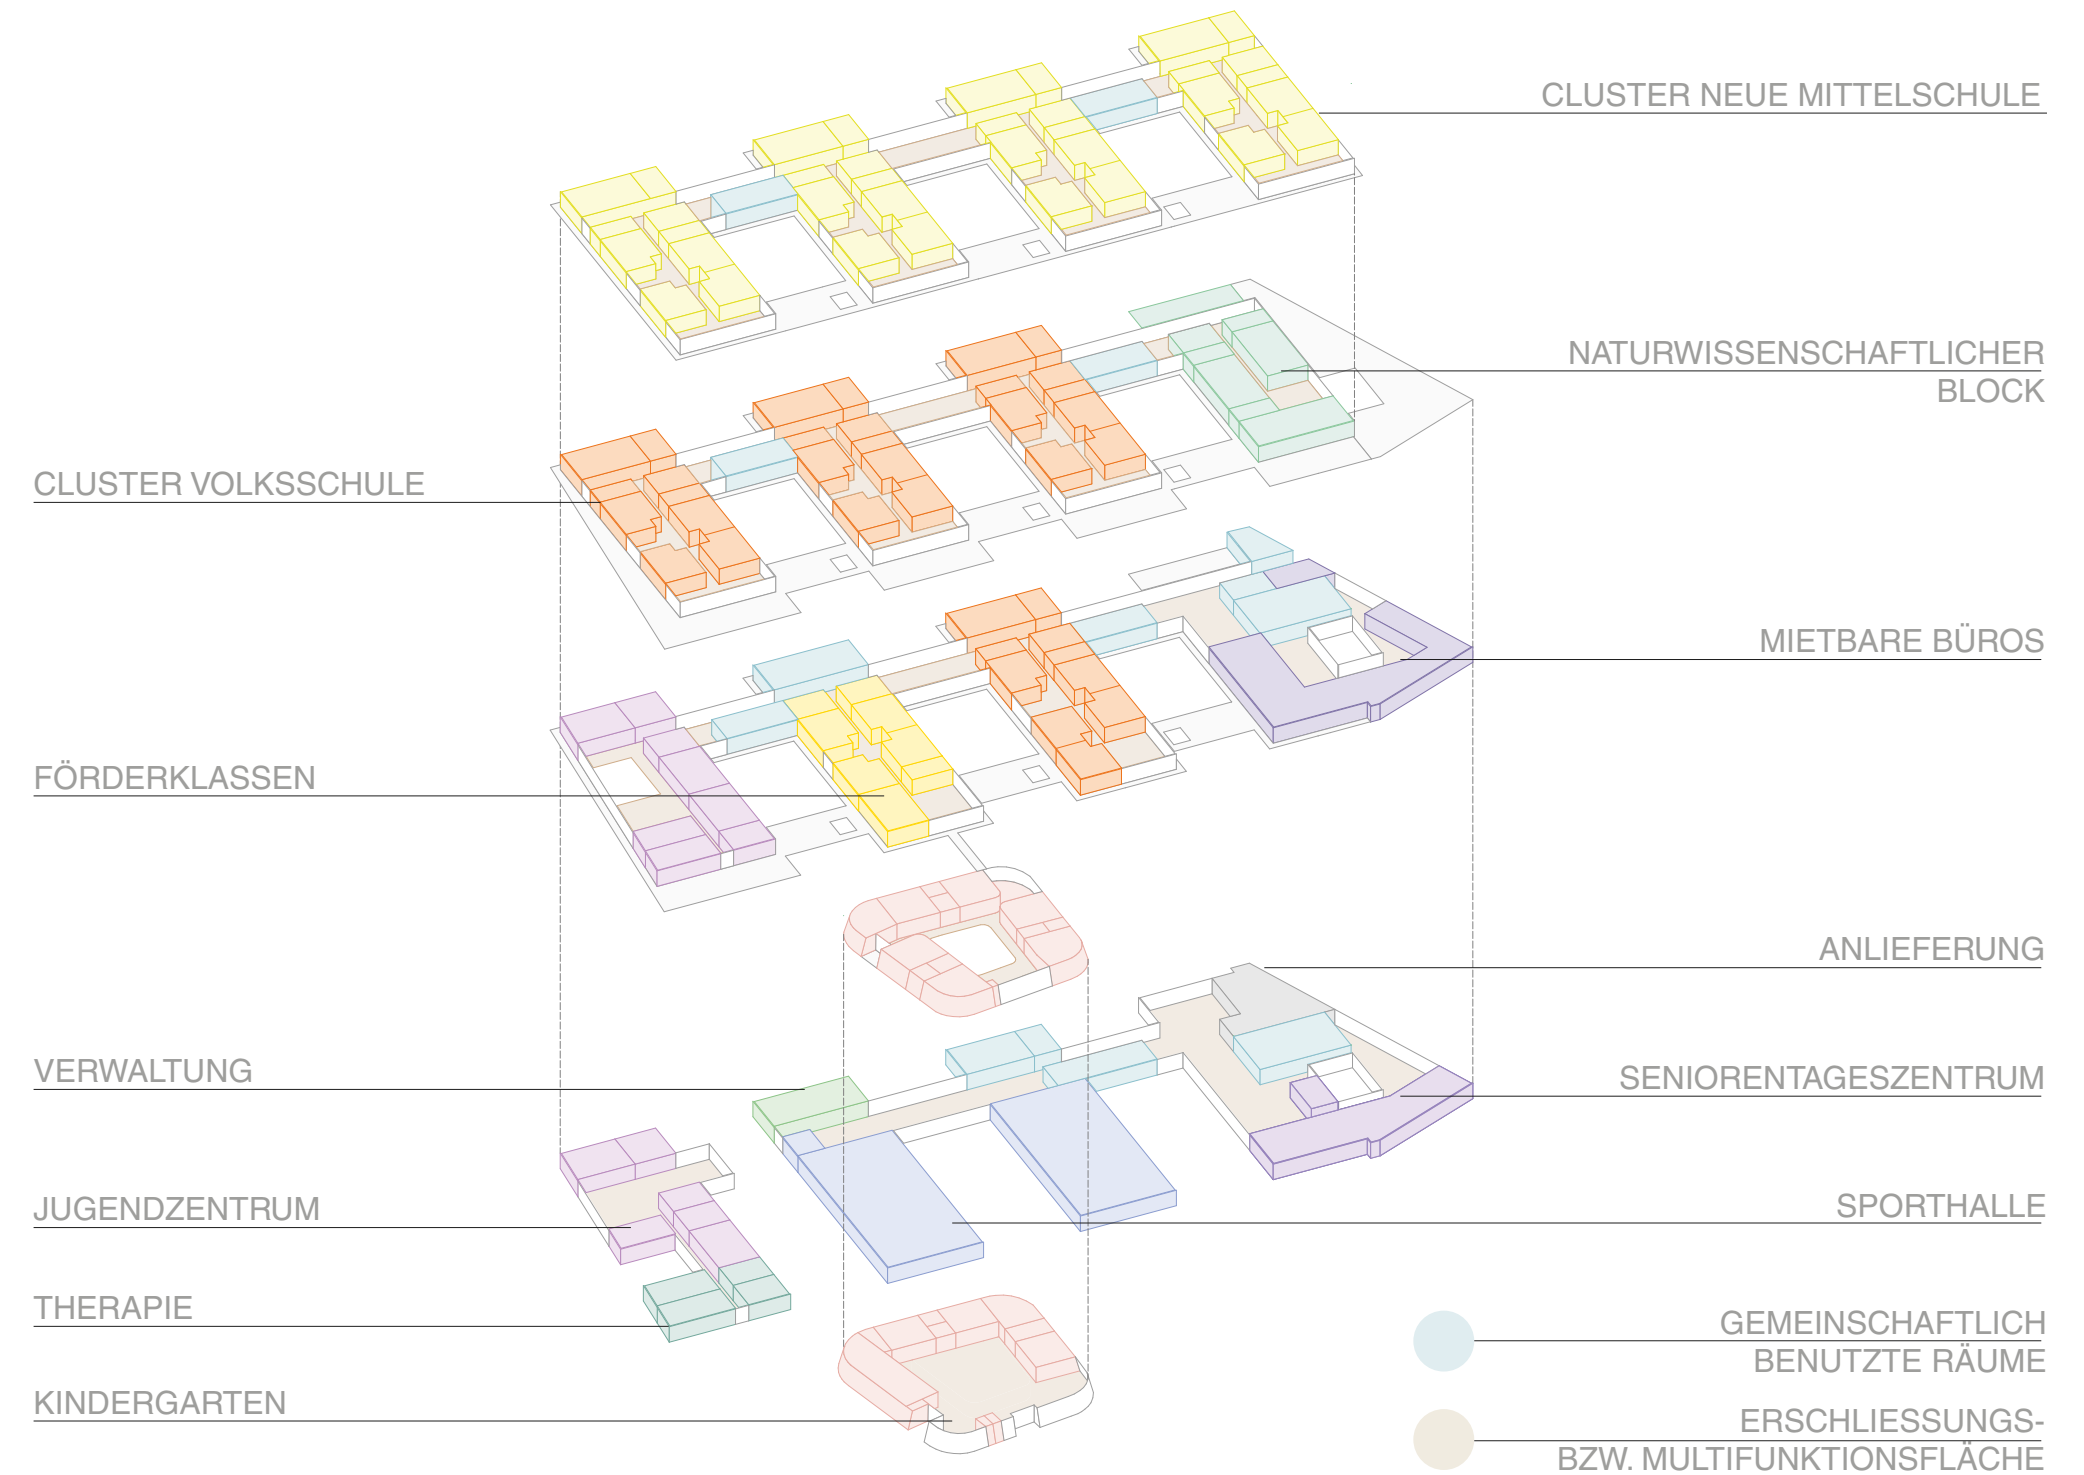 CLUSTER NEUE MITTELSCHULE
NATURWISSENSCHAFTLICHER
BLOCK
CLUSTER VOLKSSCHULE
MIETBARE BÜROS
FÖRDERKLASSEN
ANLIEFERUNG
VERWALTUNG
SENIORENTAGESZENTRUM
JUGENDZENTRUM
SPORTHALLE
THERAPIE
GEMEINSCHAFTLICH
BENUTZTE RÄUME
KINDERGARTEN
ERSCHLIESSUNGS-
BZW. MULTIFUNKTIONSFLÄCHE